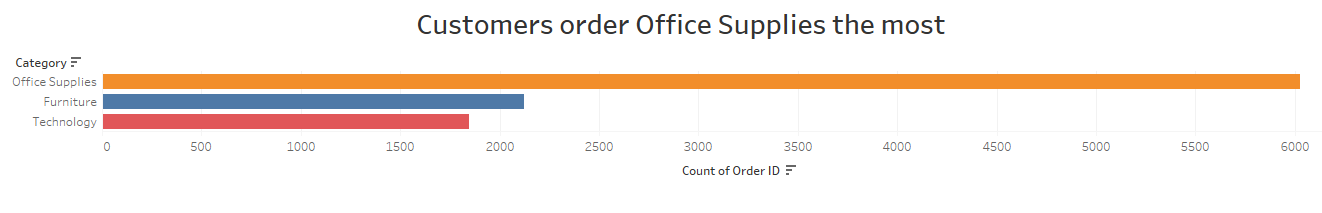 Customers order Office Supplies the most
Category
Office Supplies
Furniture
Technology
0 500 1000 1500 2000 2500 3000 3500 4000 4500 5000 5500 6000
Count of Order ID